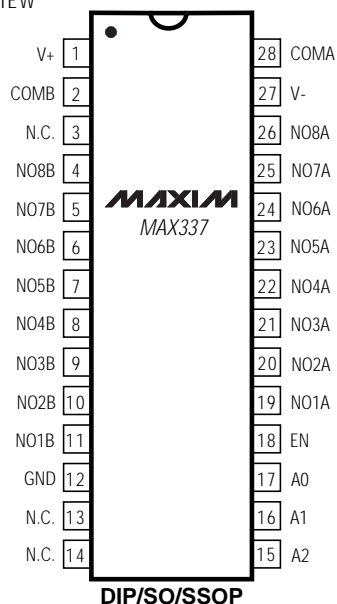 V+ 1 28 COMA
COMB 2 27 V-
N.C. 3 26 NO8A
NO8B 4 25 NO7A
NO7B 5 24 NO6A
NO6B 6 23 NO5A
NO5B 7 22 NO4A
NO4B 8 21 NO3A
NO3B 9 20 NO2A
NO2B 10 19 NO1A
NO1B 11 18 EN
GND 12 17 A0
N.C. 13 16 A1
N.C. 14 15 A2
MAXIM
MAX337
DIP/SO/SSOP